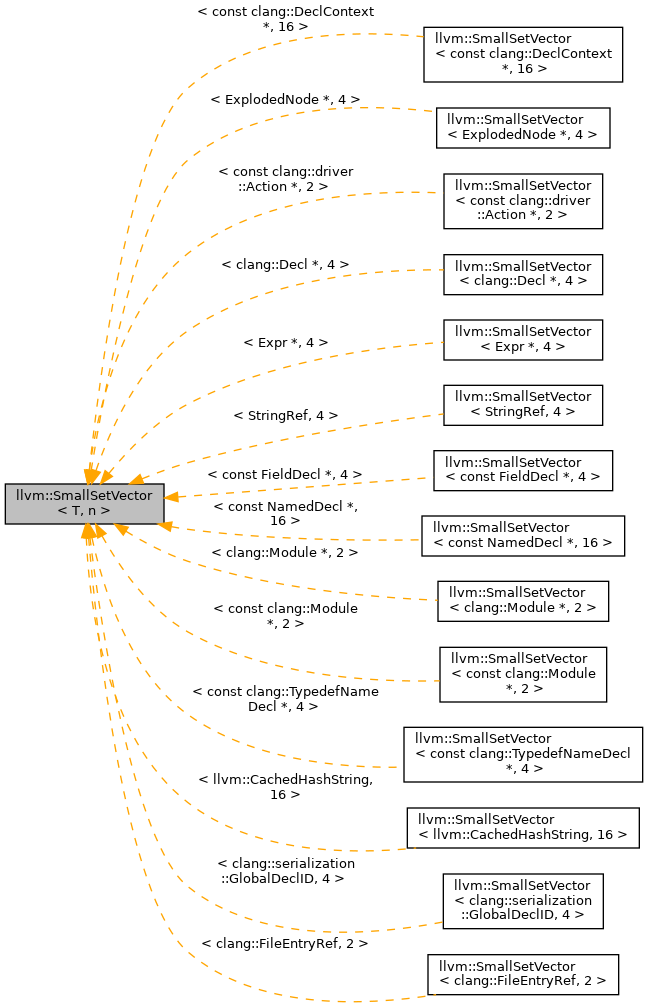 < const clang::DeclContext
*, 16 >
llvm::SmallSetVector
< const clang::DeclContext
*, 16 >
< ExplodedNode *, 4 >
llvm::SmallSetVector
< ExplodedNode *, 4 >
< const clang::driver
::Action *, 2 >
llvm::SmallSetVector
< const clang::driver
::Action *, 2 >
< clang::Decl *, 4 >
llvm::SmallSetVector
< clang::Decl *, 4 >
< Expr *, 4 >
llvm::SmallSetVector
< Expr *, 4 >
< StringRef, 4 >
llvm::SmallSetVector
< StringRef, 4 >
< const FieldDecl *, 4 >
llvm::SmallSetVector
< const FieldDecl *, 4 >
llvm::SmallSetVector
< T, n >
< const NamedDecl *,
16 >
llvm::SmallSetVector
< const NamedDecl *, 16 >
< clang::Module *, 2 >
llvm::SmallSetVector
< clang::Module *, 2 >
< const clang::Module
*, 2 >
llvm::SmallSetVector
< const clang::Module
*, 2 >
< const clang::TypedefName
Decl *, 4 >
llvm::SmallSetVector
< const clang::TypedefNameDecl
*, 4 >
< llvm::CachedHashString,
16 >
llvm::SmallSetVector
< llvm::CachedHashString, 16 >
< clang::serialization
::GlobalDeclID, 4 >
llvm::SmallSetVector
< clang::serialization
::GlobalDeclID, 4 >
< clang::FileEntryRef, 2 >
llvm::SmallSetVector
< clang::FileEntryRef, 2 >